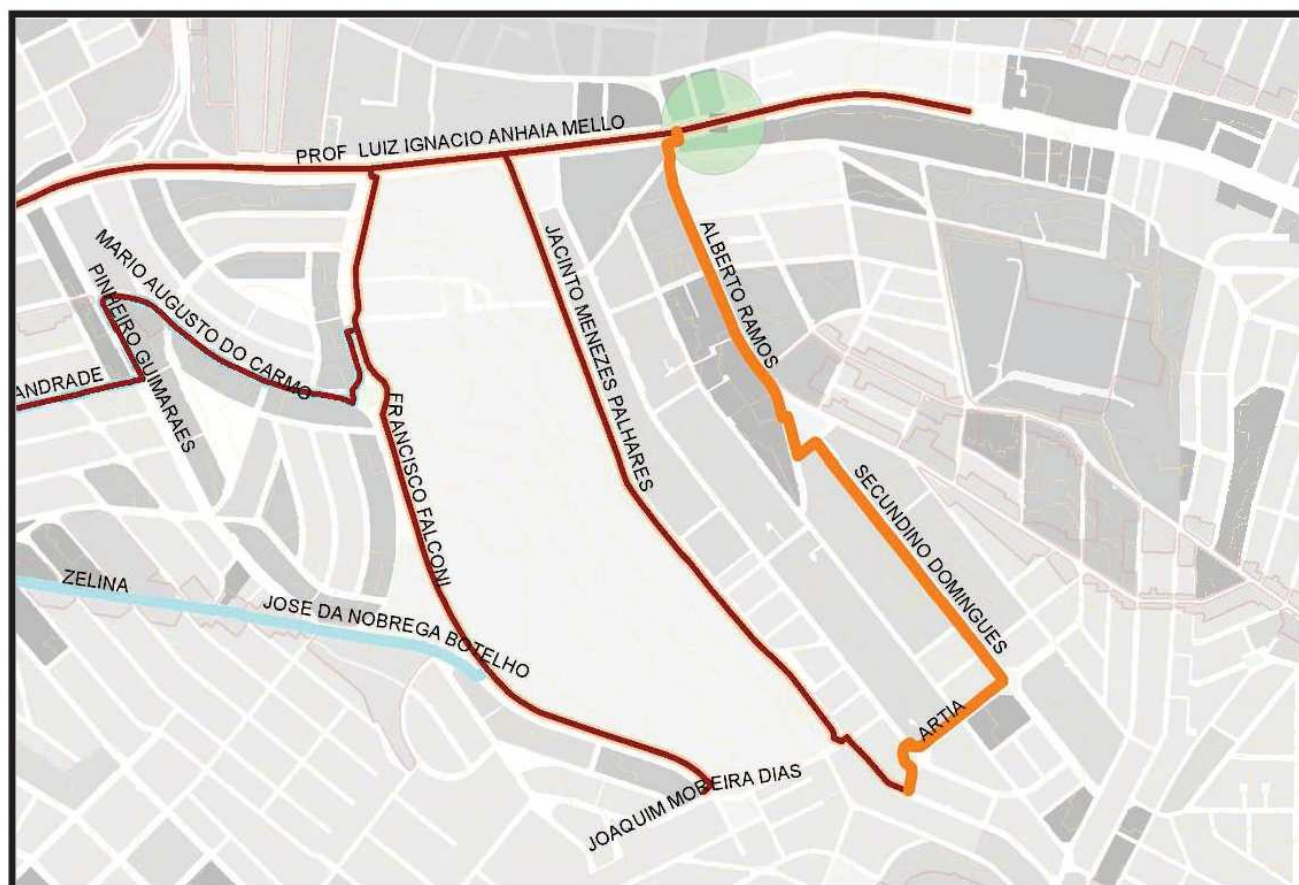 PROF LUIZ IGNACIO ANHAIA MELLO
MARIO AUGUSTO DO CARMO
PINHEIRO GUIMARAES
ANDRADE
FRANCISCO FALCONI
JACINTO MENEZES PALHARES
ALBERTO RAMOS
SECUNDINO DOMINGUES
ZELINA
JOSE DA NOBREGA BOTELHO
ARTIA
JOAQUIM MOREIRA DIAS